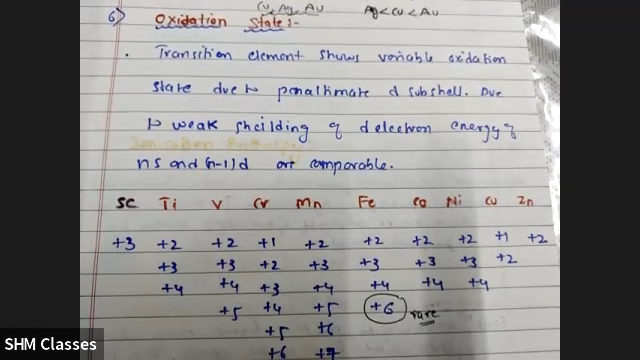 Cu Ag Au
Ag<Cu<Au
6) Oxidation State :-
. Transition element shows variable oxidation
state due to penaltimate d subshell. Due
to weak sheilding of d electron energy of
ns and (n-1)d are comparable.
Sc Ti V Cr Mn Fe Co Ni Cu Zn
+3 +2 +2 +1 +2 +2 +2 +2 +1 +2
+3 +3 +2 +3 +3 +3 +3 +2
+4 +4 +3 +4 +4 +4 +4
+5 +4 +5 +6 rare
+5 +6
+6 +7
SHM Classes